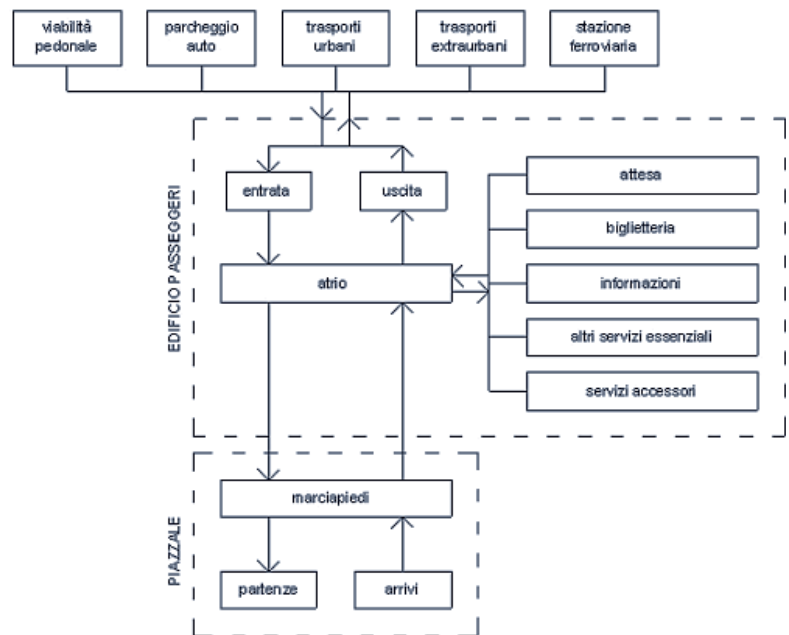 viabilità
pedonale
parcheggio
auto
trasporti
urbani
trasporti
extraurbani
stazione
ferroviaria
EDIFICIO PASSEGGERI
entrata
uscita
attesa
biglietteria
atrio
informazioni
altri servizi essenziali
servizi accessori
PIAZZALE
marciapiedi
partenze
arrivi